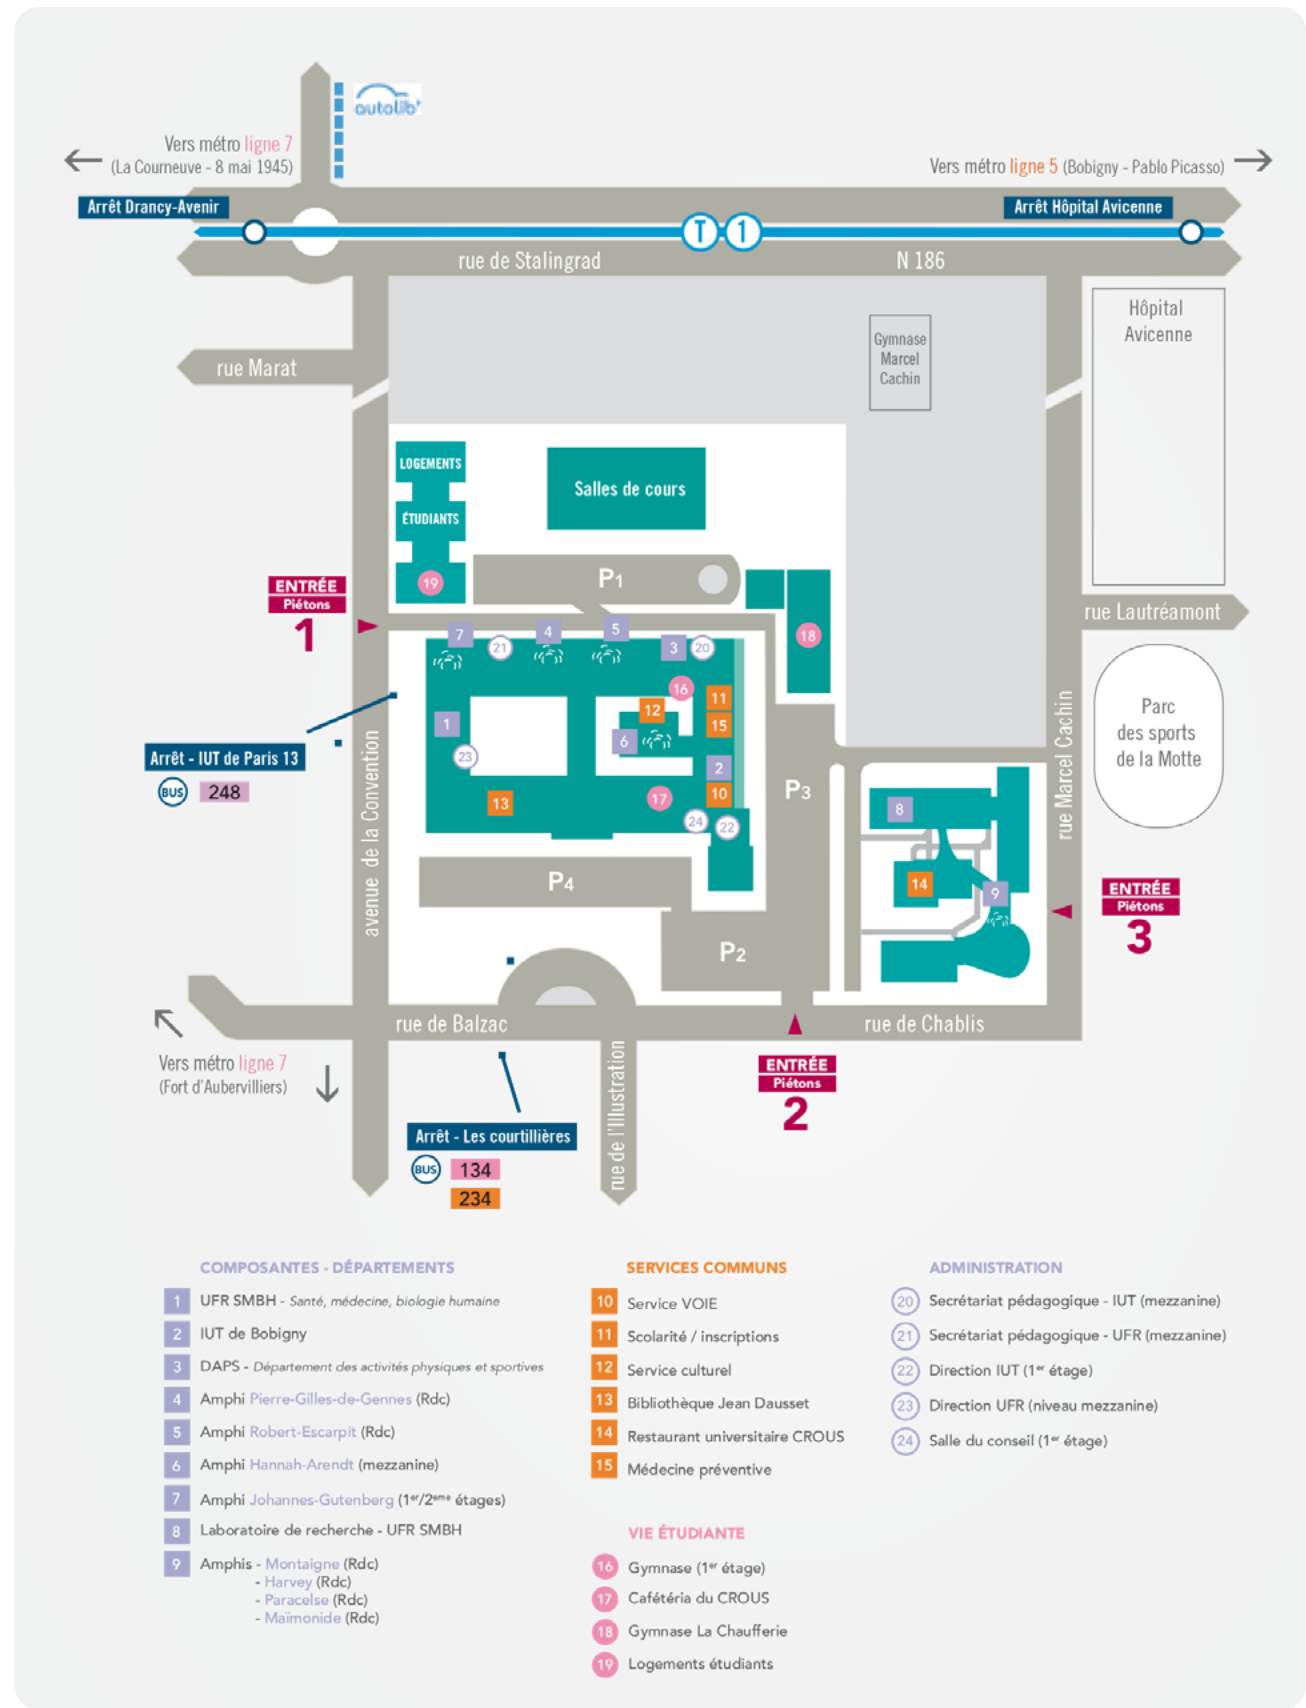 autolib'
Vers métro ligne 7
(La Courneuve - 8 mai 1945)
Vers métro ligne 5 (Bobigny - Pablo Picasso)
Arrêt Drancy-Avenir
Arrêt Hôpital Avicenne
T 1
rue de Stalingrad
N 186
Hôpital
Avicenne
Gymnase
Marcel
Cachin
rue Marat
LOGEMENTS
ÉTUDIANTS
19
Salles de cours
P1
ENTRÉE
Piétons
1
rue Lautréamont
7
21
4
5
3
20
18
16
11
12
15
1
6
23
2
13
17
10
24
22
Parc
des sports
de la Motte
rue Marcel Cachin
Arrêt - IUT de Paris 13
BUS 248
avenue de la Convention
P3
8
14
9
P4
P2
ENTRÉE
Piétons
3
rue de Balzac
rue de Chablis
Vers métro ligne 7
(Fort d'Aubervilliers)
rue de l'Illustration
ENTRÉE
Piétons
2
Arrêt - Les courtillières
BUS 134
234
COMPOSANTES - DÉPARTEMENTS
1 UFR SMBH - Santé, médecine, biologie humaine
2 IUT de Bobigny
3 DAPS - Département des activités physiques et sportives
4 Amphi Pierre-Gilles-de-Gennes (Rdc)
5 Amphi Robert-Escarpit (Rdc)
6 Amphi Hannah-Arendt (mezzanine)
7 Amphi Johannes-Gutenberg (1er/2eme étages)
8 Laboratoire de recherche - UFR SMBH
9 Amphis - Montaigne (Rdc)
- Harvey (Rdc)
- Paracelse (Rdc)
- Maïmonide (Rdc)
SERVICES COMMUNS
10 Service VOIE
11 Scolarité / inscriptions
12 Service culturel
13 Bibliothèque Jean Dausset
14 Restaurant universitaire CROUS
15 Médecine préventive
VIE ÉTUDIANTE
16 Gymnase (1er étage)
17 Cafétéria du CROUS
18 Gymnase La Chaufferie
19 Logements étudiants
ADMINISTRATION
20 Secrétariat pédagogique - IUT (mezzanine)
21 Secrétariat pédagogique - UFR (mezzanine)
22 Direction IUT (1er étage)
23 Direction UFR (niveau mezzanine)
24 Salle du conseil (1er étage)